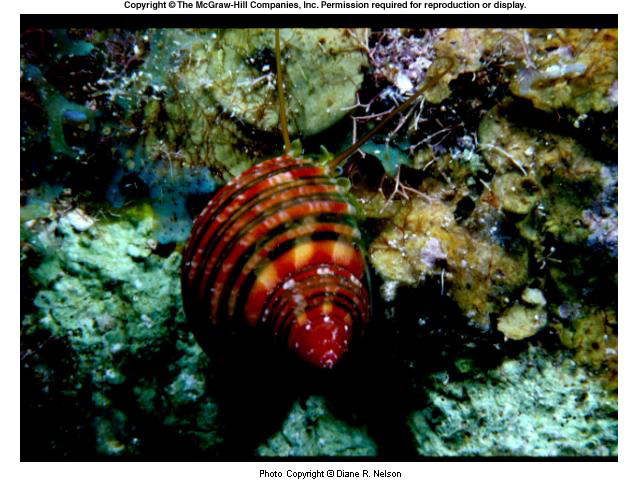 Copyright © The McGraw-Hill Companies, Inc. Permission required for reproduction or display.
Photo Copyright © Diane R. Nelson